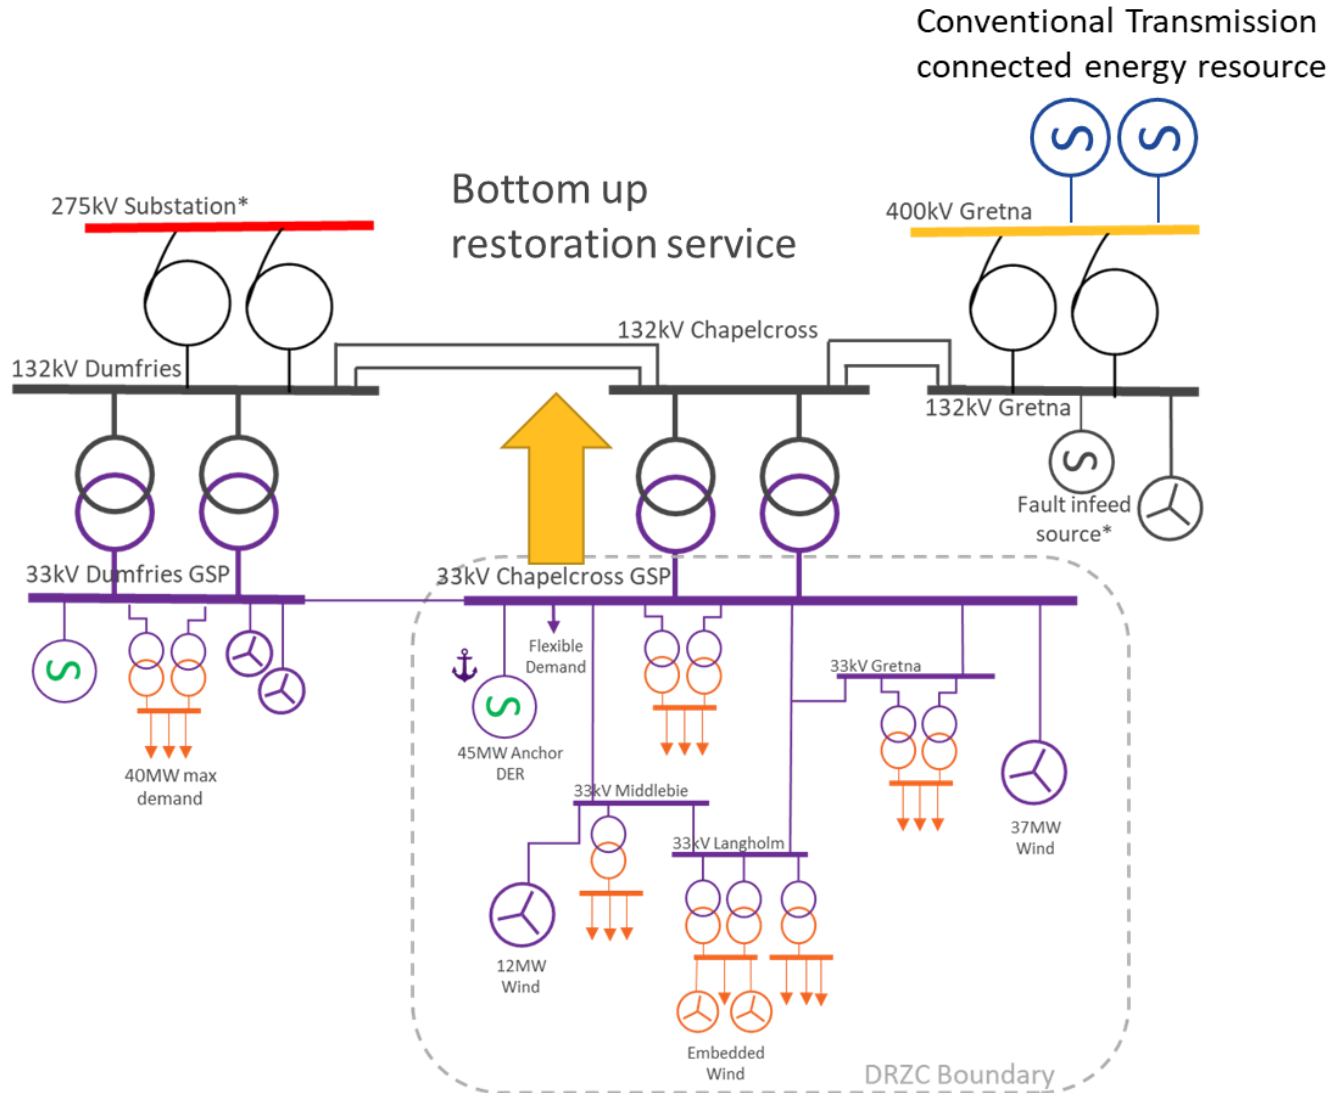 Conventional Transmission
connected energy resource
Bottom up
restoration service
275kV Substation*
400kV Gretna
132kV Chapelcross
132kV Dumfries
132kV Gretna
Fault infeed
source*
33kV Dumfries GSP
33kV Chapelcross GSP
Flexible
Demand
33kV Gretna
45MW Anchor
DER
40MW max
demand
33kV Middlebie
37MW
Wind
33kV Langholm
12MW
Wind
Embedded
Wind
DRZC Boundary